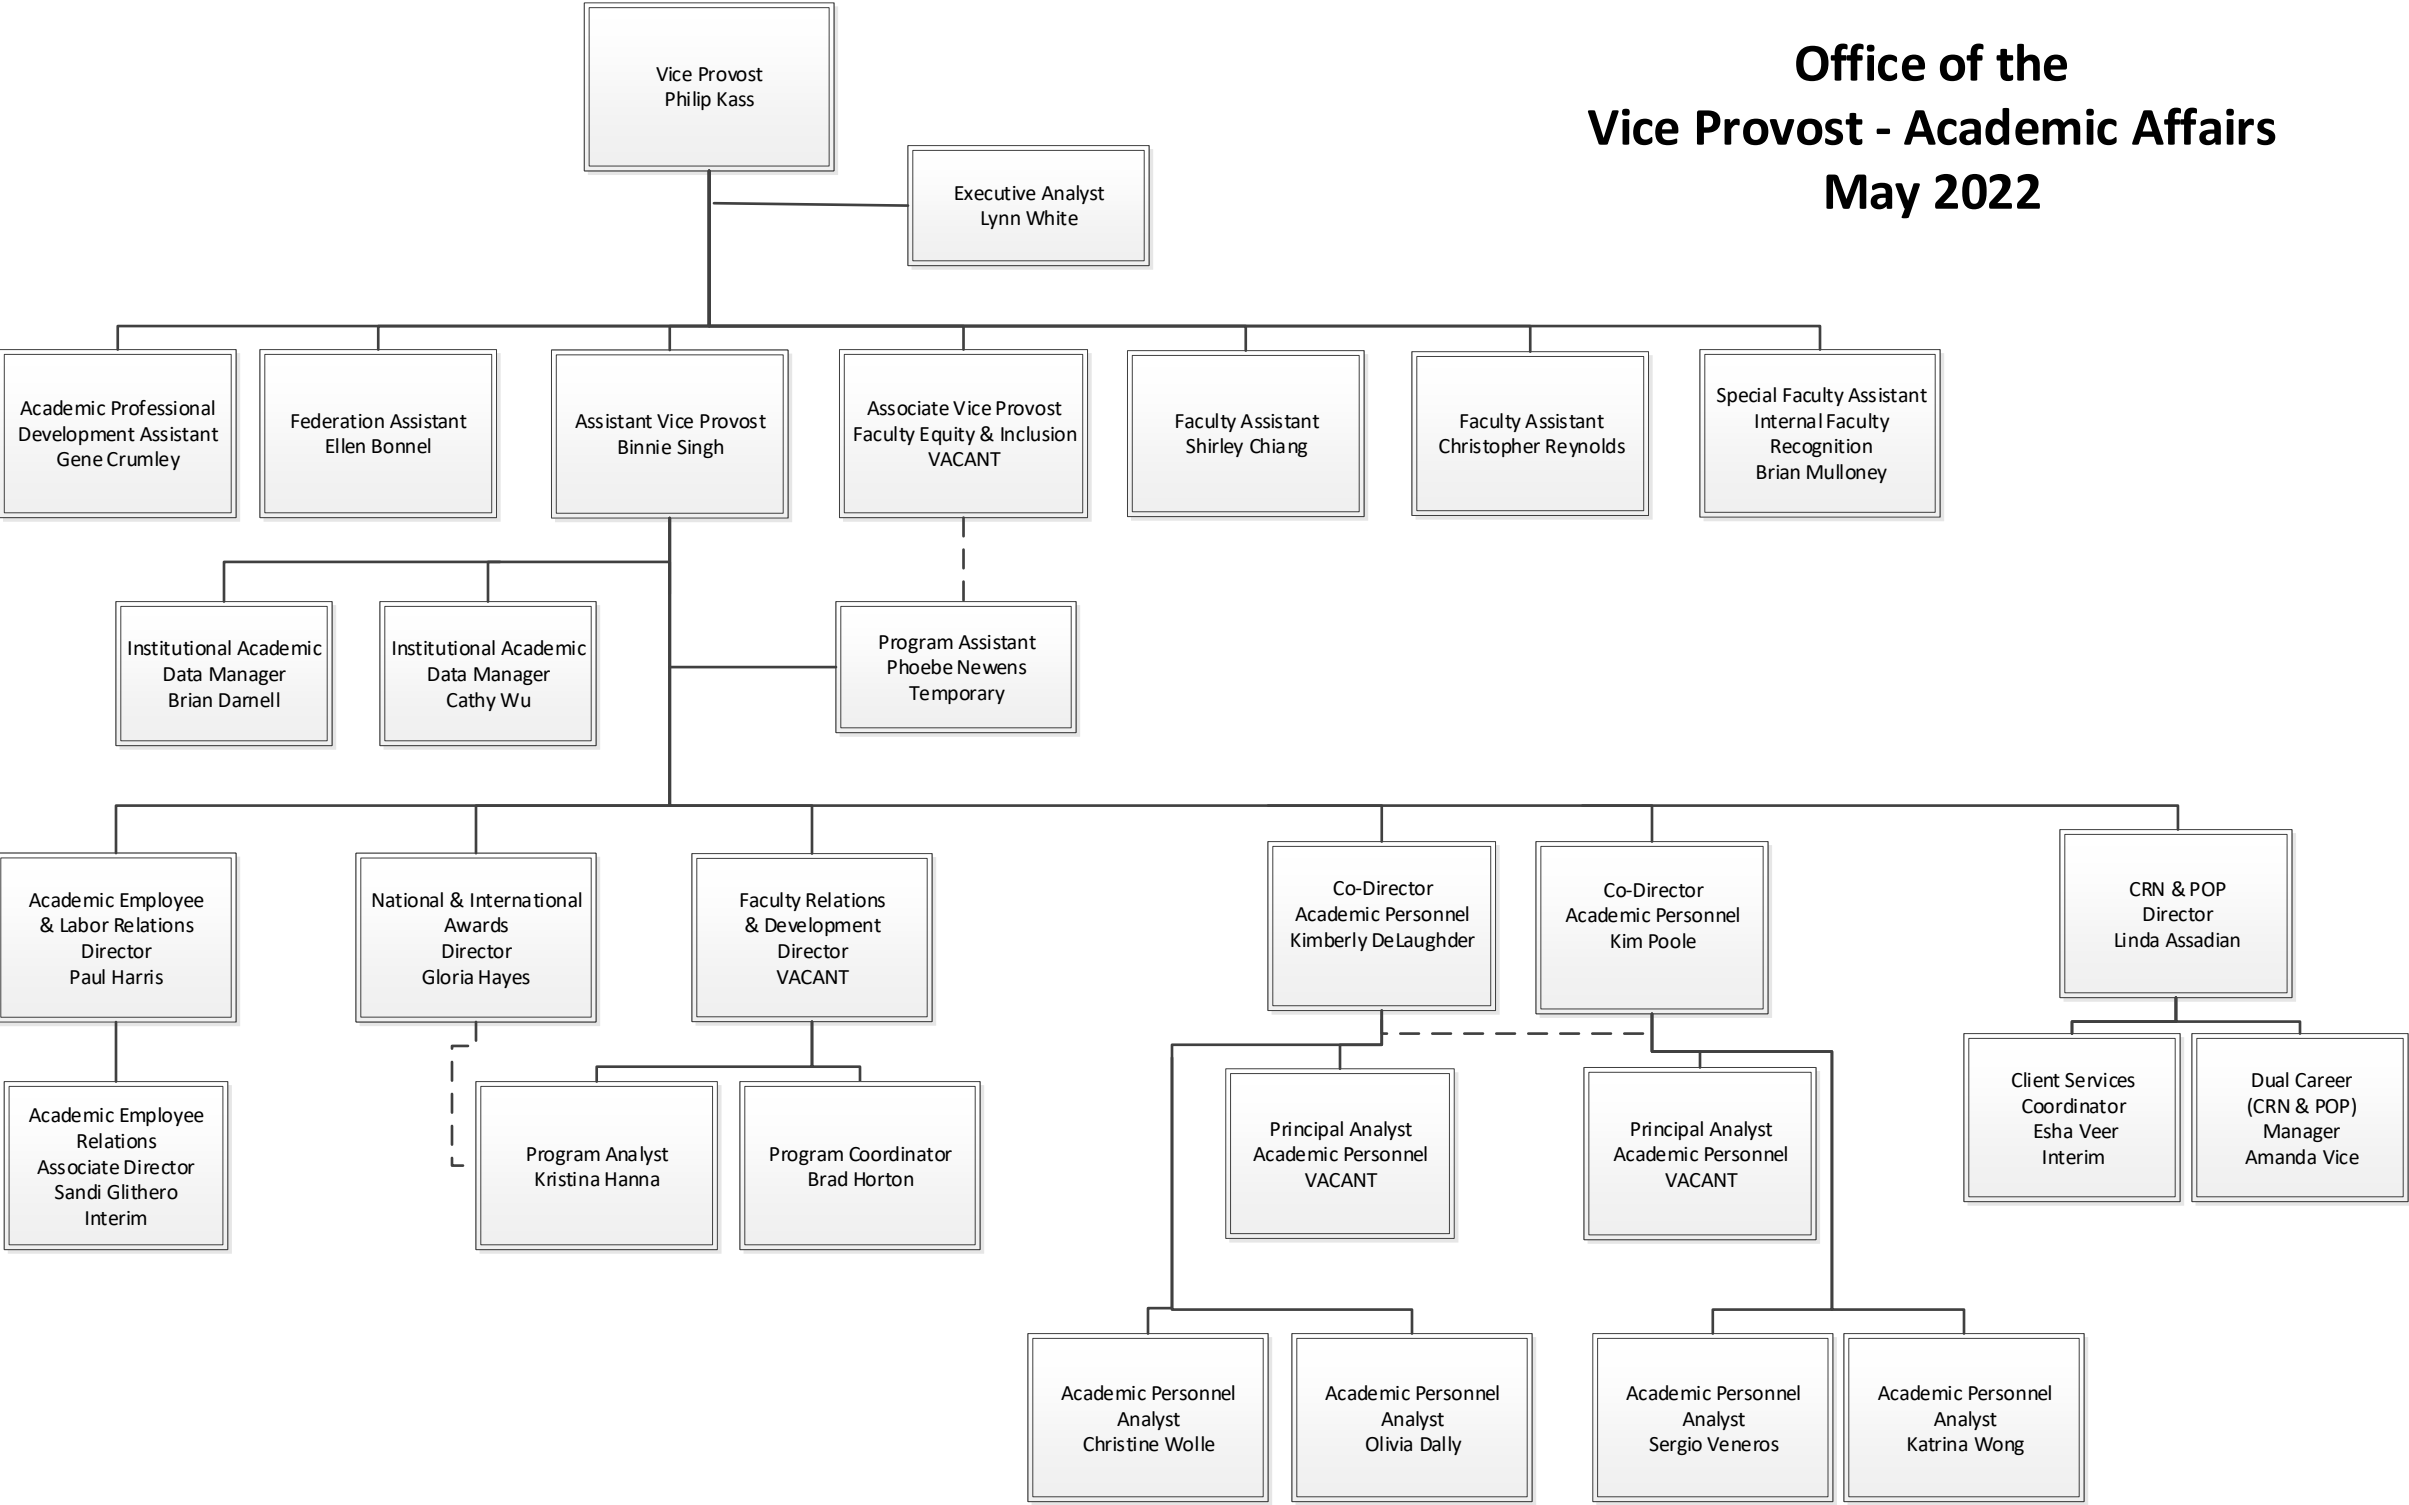 Office of the
Vice Provost - Academic Affairs
May 2022
Vice Provost
Philip Kass
Executive Analyst
Lynn White
Academic Professional
Development Assistant
Gene Crumley
Federation Assistant
Ellen Bonnel
Assistant Vice Provost
Binnie Singh
Associate Vice Provost
Faculty Equity & Inclusion
VACANT
Faculty Assistant
Shirley Chiang
Faculty Assistant
Christopher Reynolds
Special Faculty Assistant
Internal Faculty
Recognition
Brian Mulloney
Institutional Academic
Data Manager
Brian Darnell
Institutional Academic
Data Manager
Cathy Wu
Program Assistant
Phoebe Newens
Temporary
Academic Employee
& Labor Relations
Director
Paul Harris
National & International
Awards
Director
Gloria Hayes
Faculty Relations
& Development
Director
VACANT
Co-Director
Academic Personnel
Kimberly DeLaughder
Co-Director
Academic Personnel
Kim Poole
CRN & POP
Director
Linda Assadian
Academic Employee
Relations
Associate Director
Sandi Glithero
Interim
Program Analyst
Kristina Hanna
Program Coordinator
Brad Horton
Principal Analyst
Academic Personnel
VACANT
Principal Analyst
Academic Personnel
VACANT
Client Services
Coordinator
Esha Veer
Interim
Dual Career
(CRN & POP)
Manager
Amanda Vice
Academic Personnel
Analyst
Christine Wolle
Academic Personnel
Analyst
Olivia Dally
Academic Personnel
Analyst
Sergio Veneros
Academic Personnel
Analyst
Katrina Wong